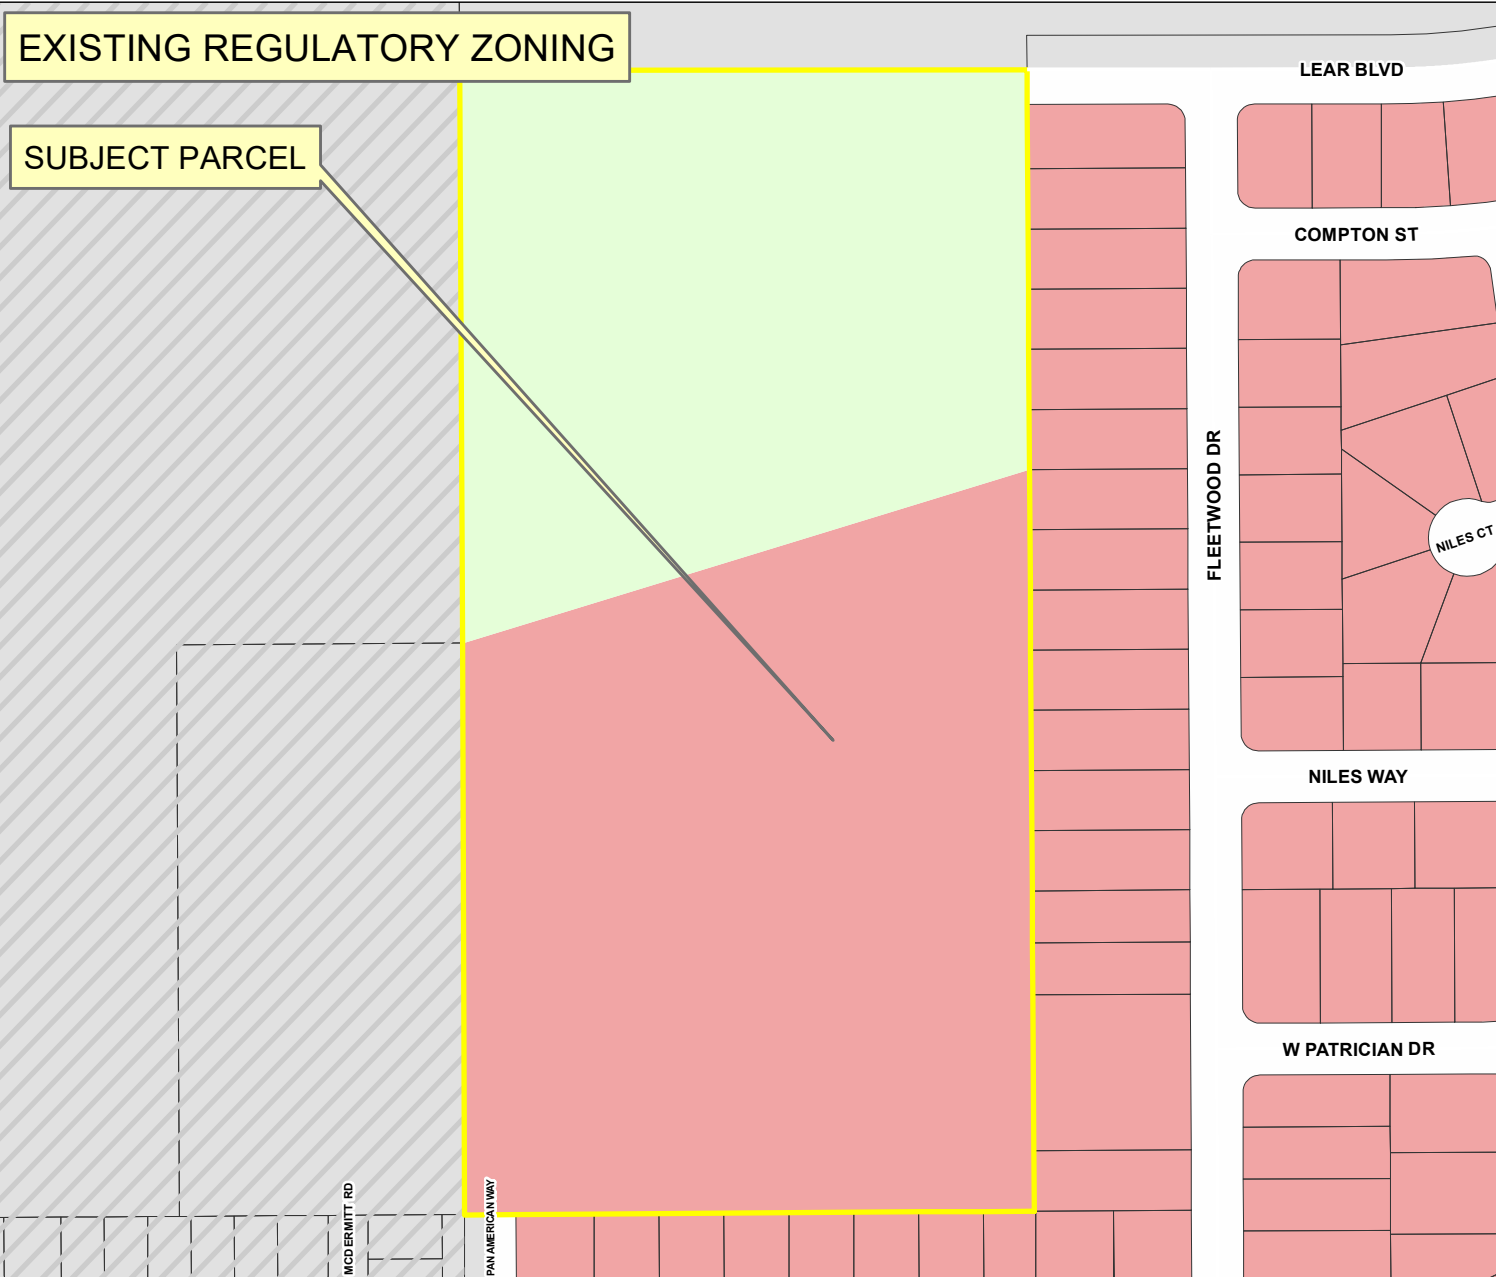 EXISTING REGULATORY ZONING
LEAR BLVD
SUBJECT PARCEL
COMPTON ST
FLEETWOOD DR
NILES CT
NILES WAY
W PATRICIAN DR
MCDERMITT RD
PAN AMERICAN WAY